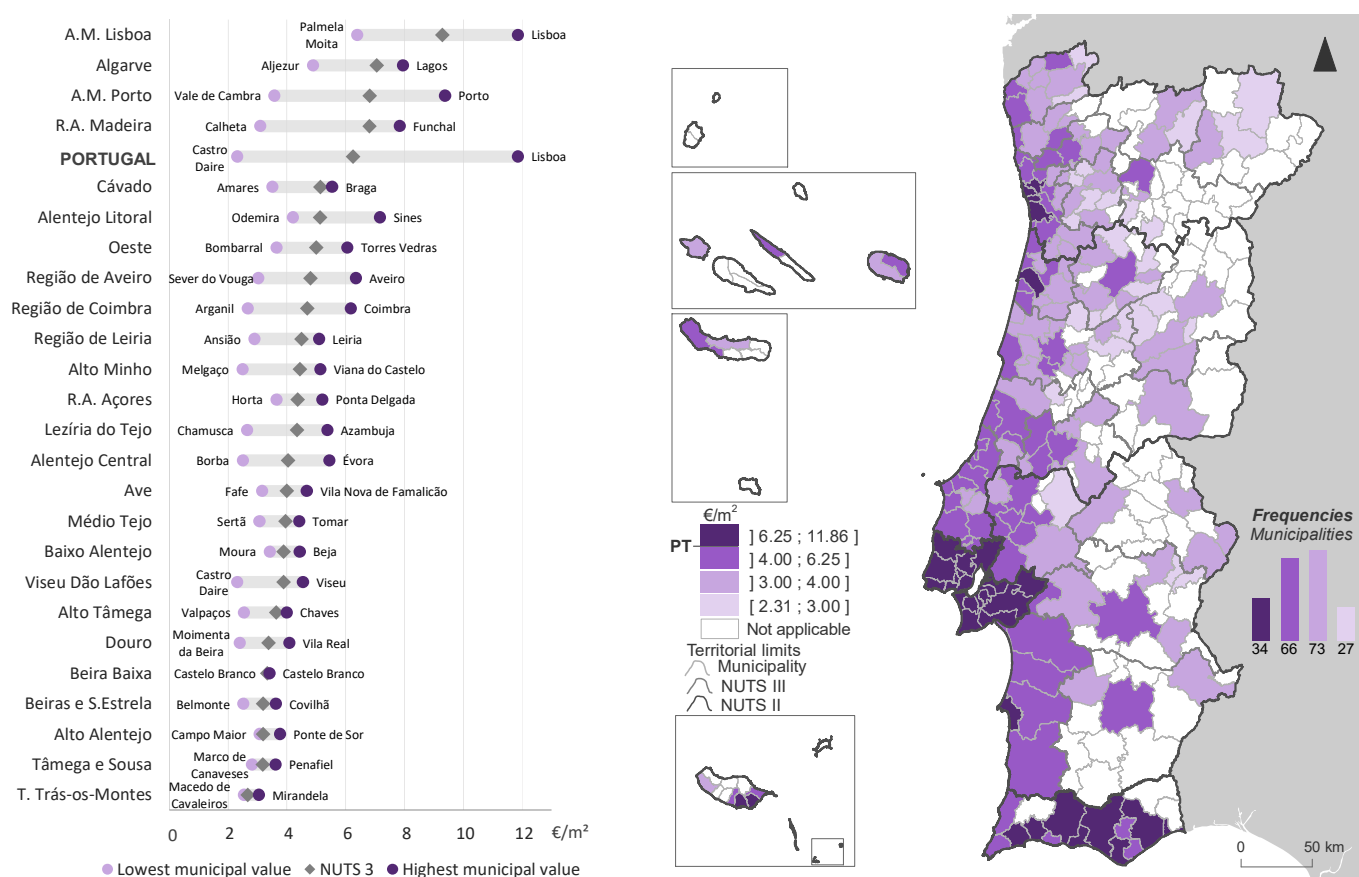 A.M. Lisboa
Palmela
Moita
Lisboa
Algarve
Aljezur
Lagos
A.M. Porto
Vale de Cambra
Porto
R.A. Madeira
Calheta
Funchal
PORTUGAL
Castro
Daire
Lisboa
Cávado
Amares
Braga
Alentejo Litoral
Odemira
Sines
Oeste
Bombarral
Torres Vedras
Região de Aveiro
Sever do Vouga
Aveiro
Região de Coimbra
Arganil
Coimbra
Região de Leiria
Ansião
Leiria
Alto Minho
Melgaço
Viana do Castelo
R.A. Açores
Horta
Ponta Delgada
Lezíria do Tejo
Chamusca
Azambuja
Alentejo Central
Borba
Évora
Ave
Fafe
Vila Nova de Famalicão
Médio Tejo
Sertã
Tomar
Baixo Alentejo
Moura
Beja
Viseu Dão Lafões
Castro
Daire
Viseu
Alto Tâmega
Valpaços
Chaves
Douro
Moimenta
da Beira
Vila Real
Beira Baixa
Castelo Branco
Castelo Branco
Beiras e S.Estrela
Belmonte
Covilhã
Alto Alentejo
Campo Maior
Ponte de Sor
Tâmega e Sousa
Marco de
Canaveses
Penafiel
T. Trás-os-Montes
Macedo de
Cavaleiros
Mirandela
0 2 4 6 8 10 12 €/m²
Lowest municipal value NUTS 3 Highest municipal value
€/m²
PT
] 6.25 ; 11.86 ]
] 4.00 ; 6.25 ]
] 3.00 ; 4.00 ]
[ 2.31 ; 3.00 ]
Not applicable
Territorial limits
Municipality
NUTS III
NUTS II
Frequencies
Municipalities
34 66 73 27
0 50 km